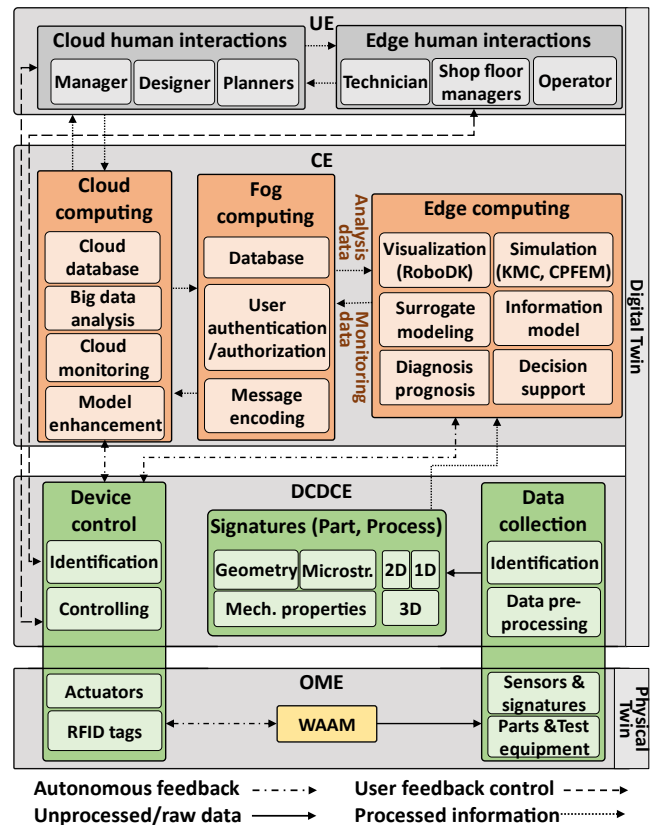 UE
Cloud human interactions
Manager
Designer
Planners
Edge human interactions
Technician
Shop floor
managers
Operator
CE
Cloud
computing
Cloud
database
Big data
analysis
Cloud
monitoring
Model
enhancement
Fog
computing
Database
User
authentication
/authorization
Message
encoding
Analysis
data
Monitoring
data
Edge computing
Visualization
(RoboDK)
Simulation
(KMC, CPFEM)
Surrogate
modeling
Information
model
Diagnosis
prognosis
Decision
support
Digital Twin
DCDCE
Device
control
Identification
Controlling
Signatures (Part, Process)
Geometry
Microstr.
2D
1D
Mech. properties
3D
Data
collection
Identification
Data pre-
processing
OME
Actuators
RFID tags
WAAM
Sensors &
signatures
Parts &Test
equipment
Physical
Twin
Autonomous feedback
User feedback control
Unprocessed/raw data
Processed information